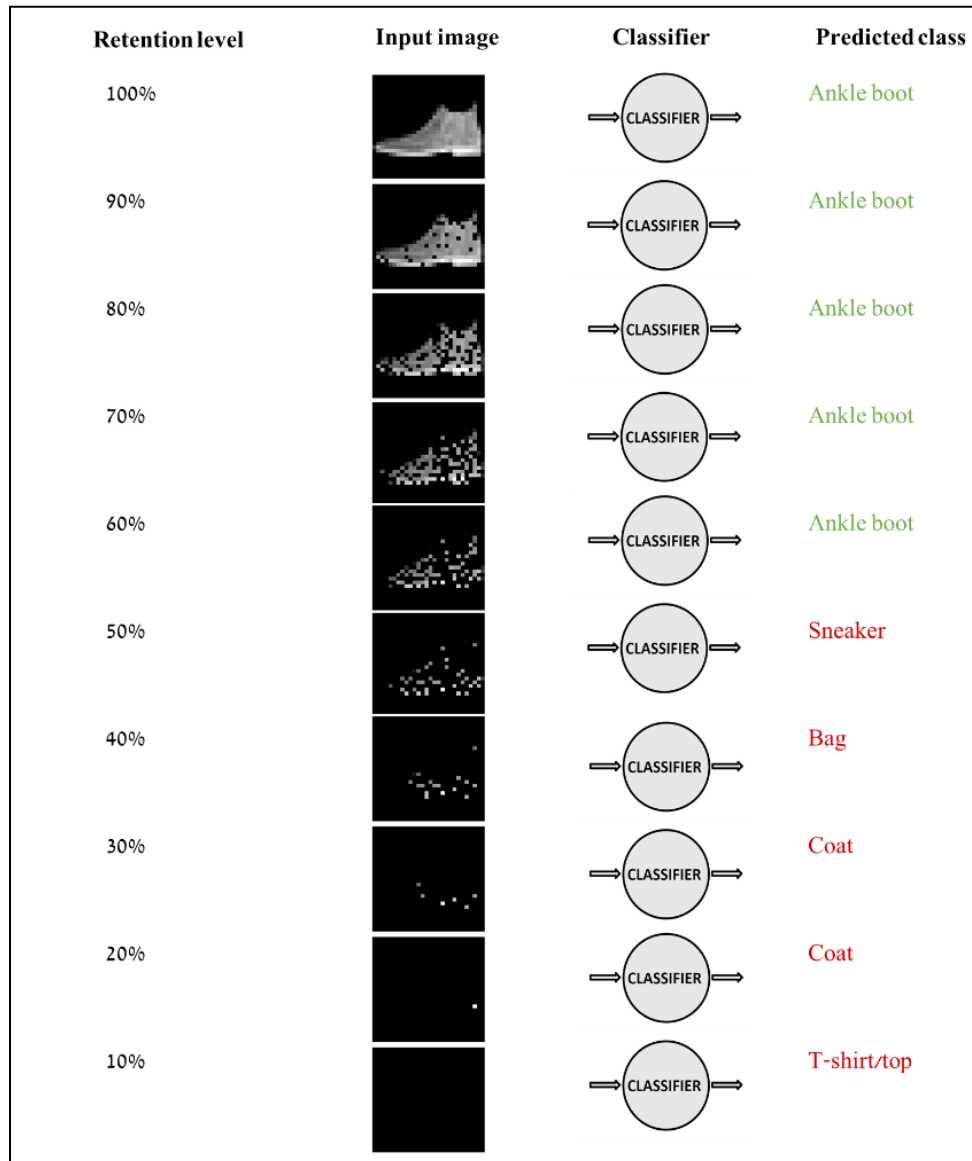 Retention level Input image Classifier Predicted class
100% CLASSIFIER Ankle boot
90% CLASSIFIER Ankle boot
80% CLASSIFIER Ankle boot
70% CLASSIFIER Ankle boot
60% CLASSIFIER Ankle boot
50% CLASSIFIER Sneaker
40% CLASSIFIER Bag
30% CLASSIFIER Coat
20% CLASSIFIER Coat
10% CLASSIFIER T-shirt/top